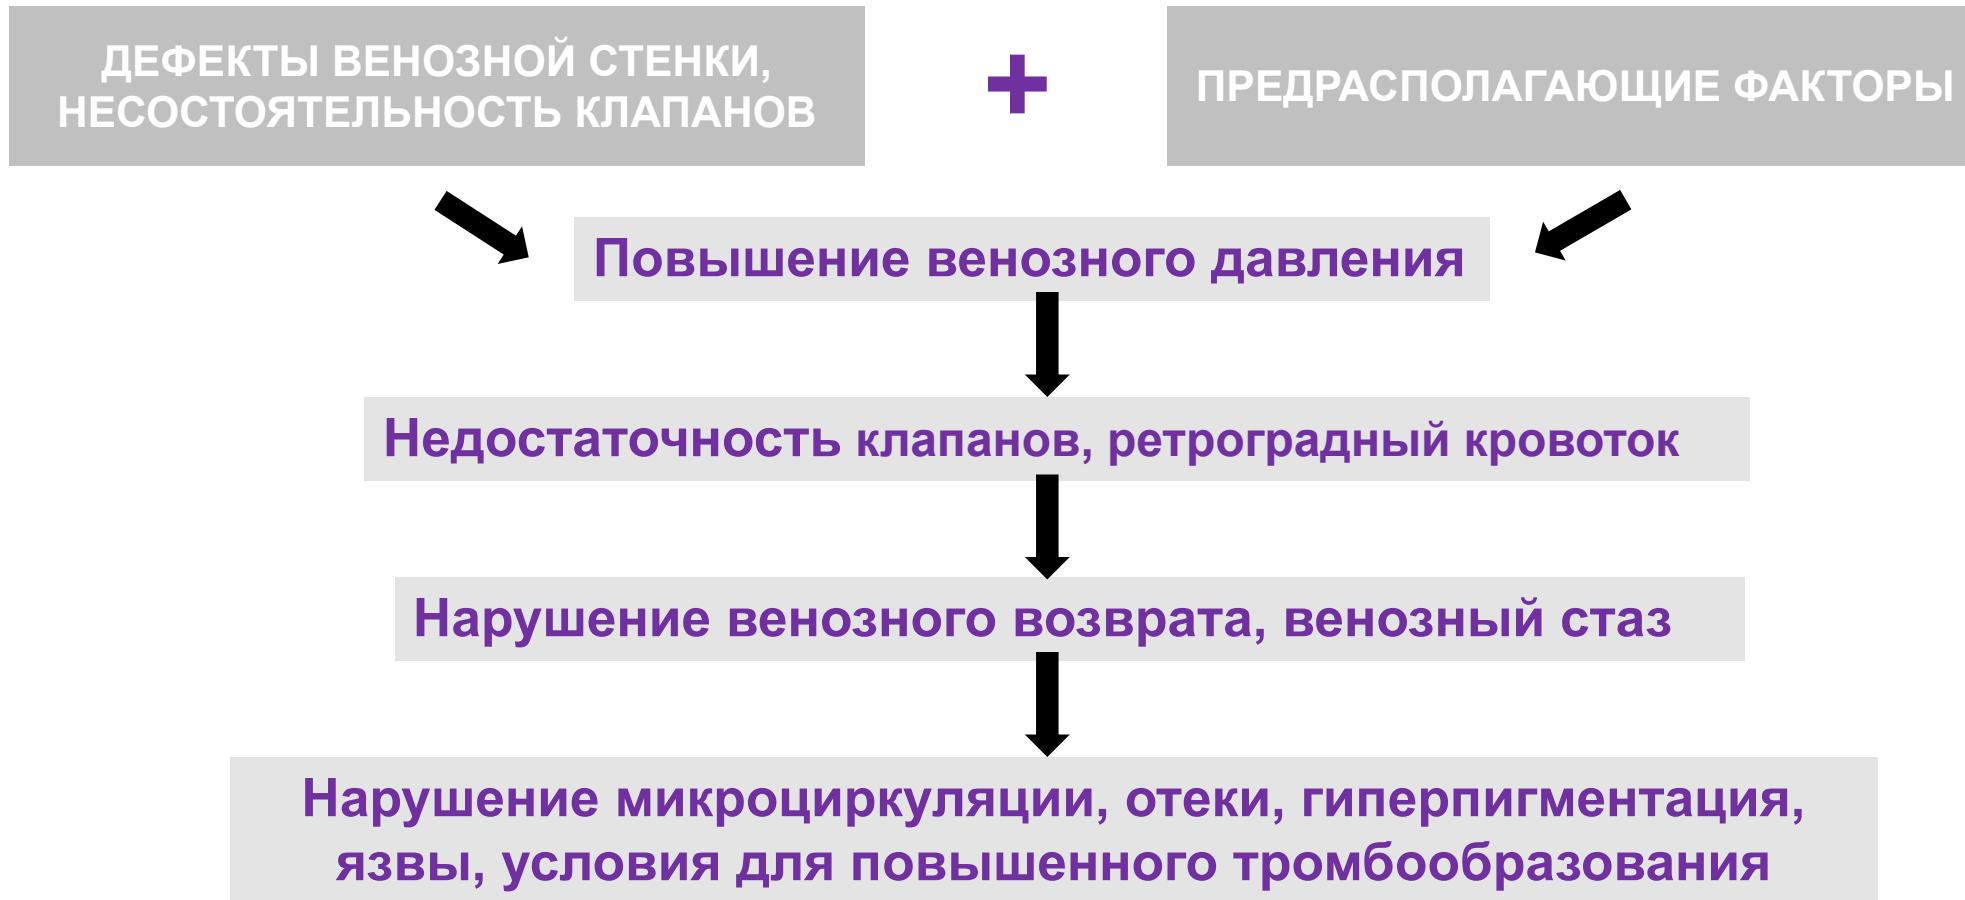 ДЕФЕКТЫ ВЕНОЗНОЙ СТЕНКИ,
НЕСОСТОЯТЕЛЬНОСТЬ КЛАПАНОВ
+
ПРЕДРАСПОЛАГАЮЩИЕ ФАКТОРЫ
Повышение венозного давления
Недостаточность клапанов, ретроградный кровоток
Нарушение венозного возврата, венозный стаз
Нарушение микроциркуляции, отеки, гиперпигментация,
язвы, условия для повышенного тромбообразования